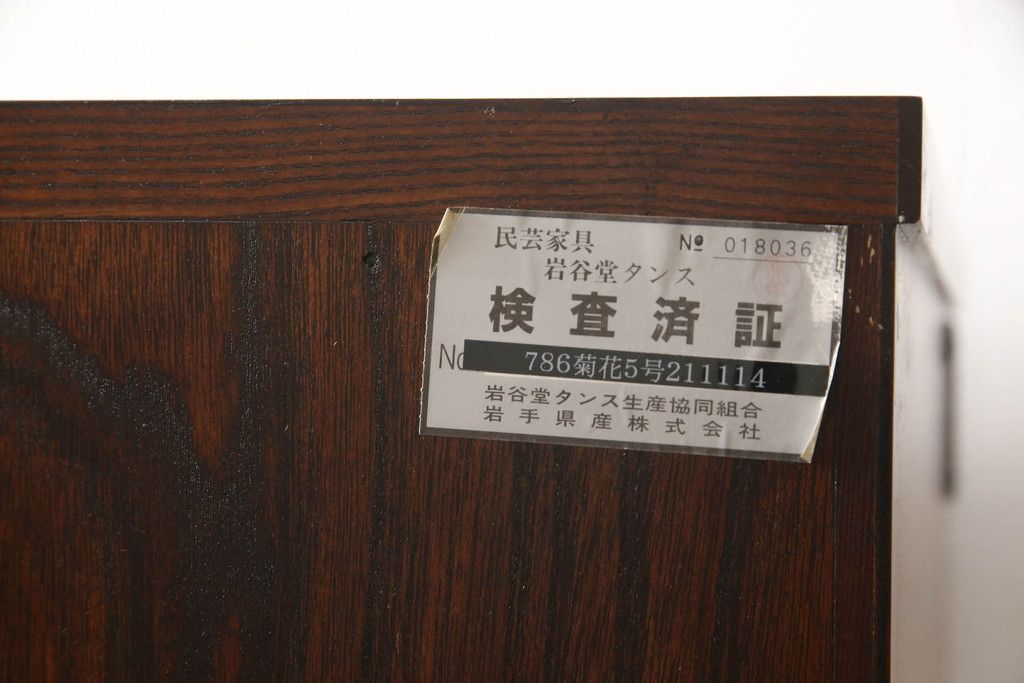 民芸家具 № 018036
岩谷堂タンス
検査済証
No 786菊花5号211114
岩谷堂タンス生産協同組合
岩手県産株式会社